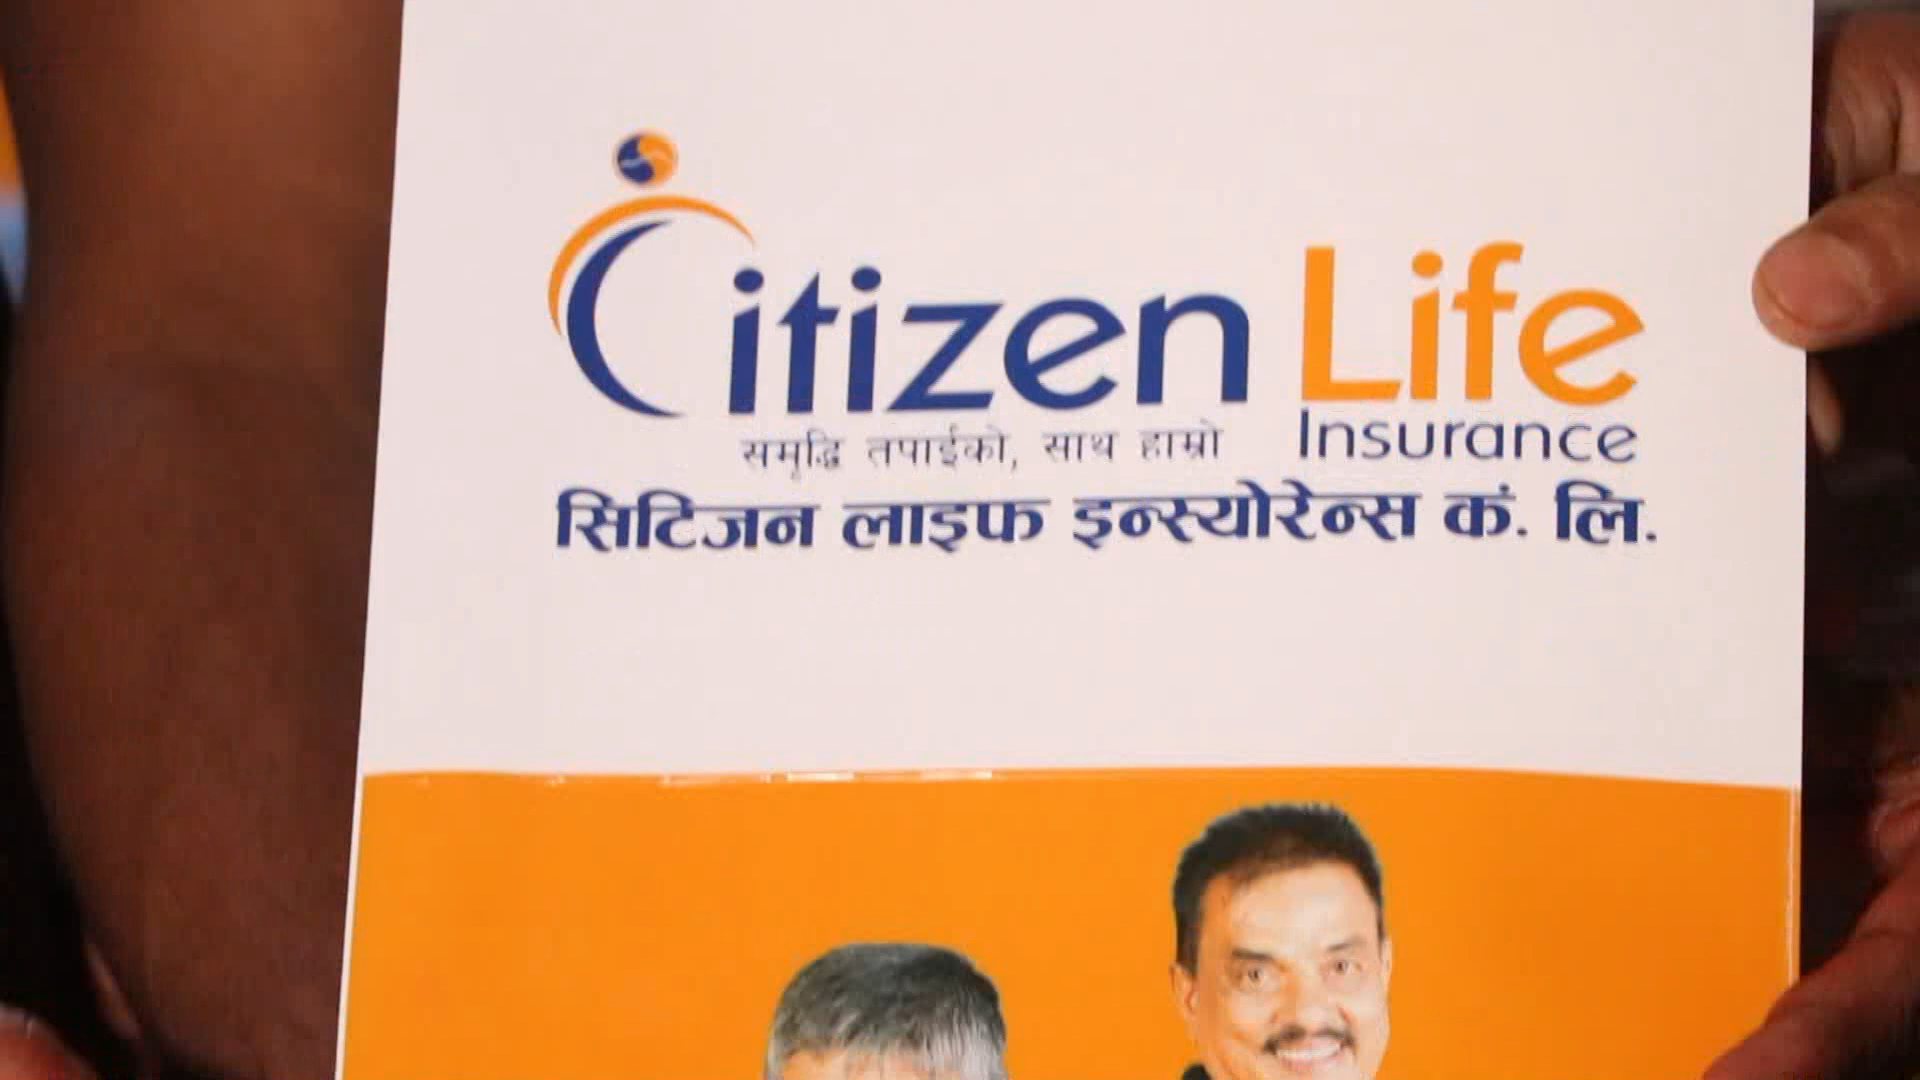 Citizen Life
समृद्धि तपाईको, साथ हाम्रो Insurance
सिटिजन लाइफ इन्स्योरेन्स कं. लि.